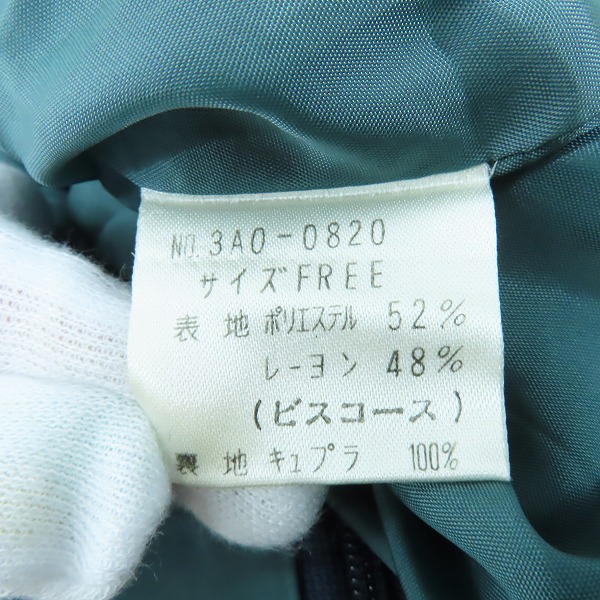 NO. 3A0-0820
サイズFREE
表地 ポリエステル 52%
レーヨン 48%
(ビスコース)
裏地 キュプラ 100%